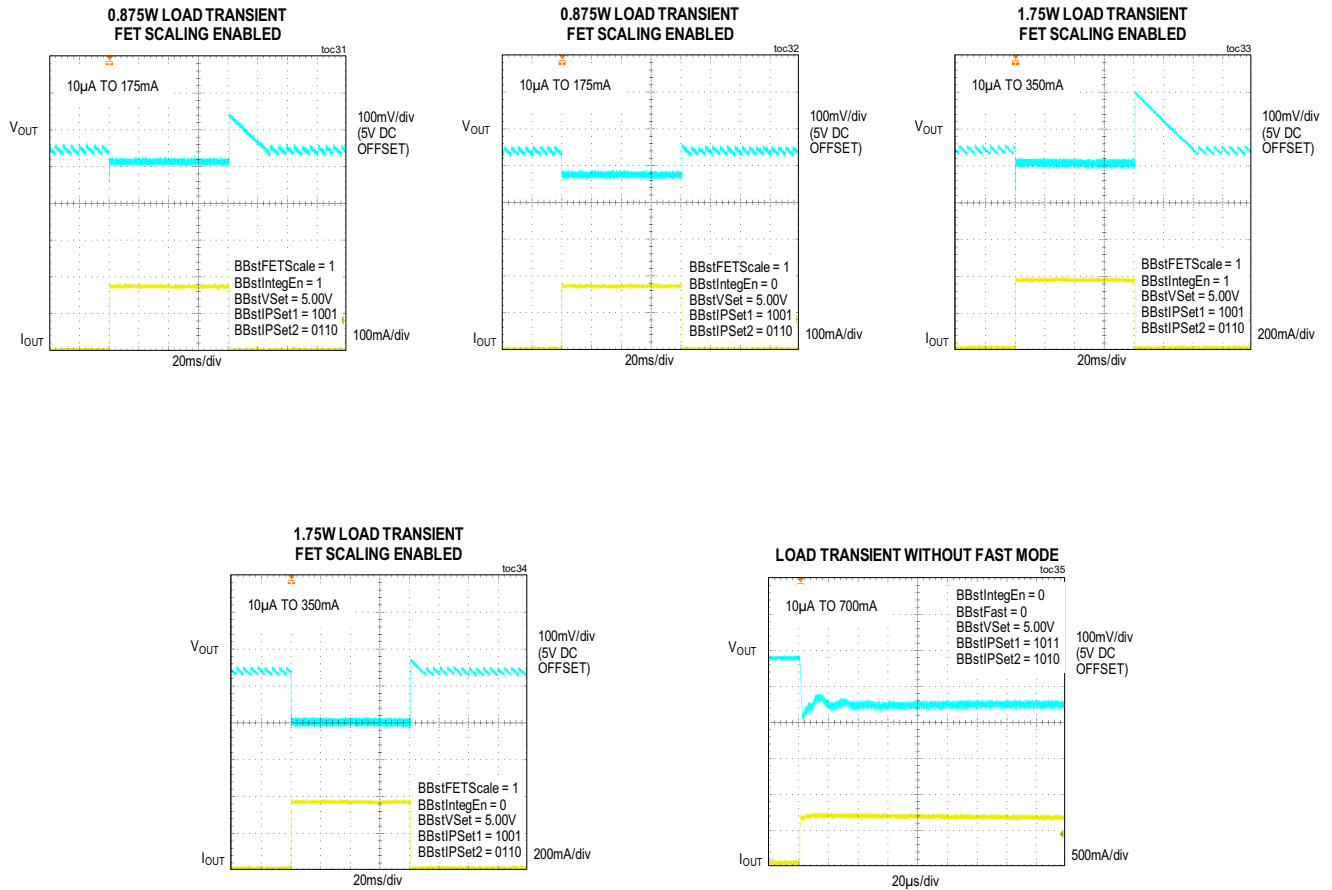 0.875W LOAD TRANSIENT
FET SCALING ENABLED
toc31
10µA TO 175mA
VOUT
100mV/div
(5V DC
OFFSET)
BBstFETScale = 1
BBstIntegEn = 1
BBstVSet = 5.00V
BBstIPSet1 = 1001
BBstIPSet2 = 0110
IOUT
100mA/div
20ms/div
0.875W LOAD TRANSIENT
FET SCALING ENABLED
toc32
10µA TO 175mA
VOUT
100mV/div
(5V DC
OFFSET)
BBstFETScale = 1
BBstIntegEn = 0
BBstVSet = 5.00V
BBstIPSet1 = 1001
BBstIPSet2 = 0110
IOUT
100mA/div
20ms/div
1.75W LOAD TRANSIENT
FET SCALING ENABLED
toc33
10µA TO 350mA
VOUT
100mV/div
(5V DC
OFFSET)
BBstFETScale = 1
BBstIntegEn = 1
BBstVSet = 5.00V
BBstIPSet1 = 1001
BBstIPSet2 = 0110
IOUT
200mA/div
20ms/div
1.75W LOAD TRANSIENT
FET SCALING ENABLED
toc34
10µA TO 350mA
VOUT
100mV/div
(5V DC
OFFSET)
BBstFETScale = 1
BBstIntegEn = 0
BBstVSet = 5.00V
BBstIPSet1 = 1001
BBstIPSet2 = 0110
IOUT
200mA/div
20ms/div
LOAD TRANSIENT WITHOUT FAST MODE
toc35
10µA TO 700mA
BBstIntegEn = 0
BBstFast = 0
BBstVSet = 5.00V
BBstIPSet1 = 1011
BBstIPSet2 = 1010
VOUT
100mV/div
(5V DC
OFFSET)
IOUT
500mA/div
20µs/div